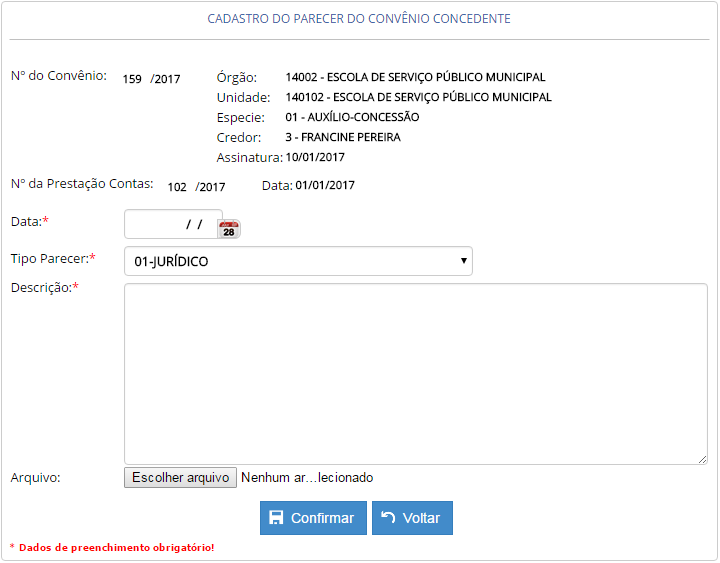 CADASTRO DO PARECER DO CONVÊNIO CONCEDENTE
Nº do Convênio: 159 /2017 Órgão: 14002 - ESCOLA DE SERVIÇO PÚBLICO MUNICIPAL
Unidade: 140102 - ESCOLA DE SERVIÇO PÚBLICO MUNICIPAL
Especie: 01 - AUXÍLIO-CONCESSÃO
Credor: 3 - FRANCINE PEREIRA
Assinatura: 10/01/2017
Nº da Prestação Contas: 102 /2017 Data: 01/01/2017
Data:* / / 28
Tipo Parecer:* 01-JURÍDICO
Descrição:*
Arquivo: Escolher arquivo Nenhum ar...lecionado
Confirmar Voltar
* Dados de preenchimento obrigatório!